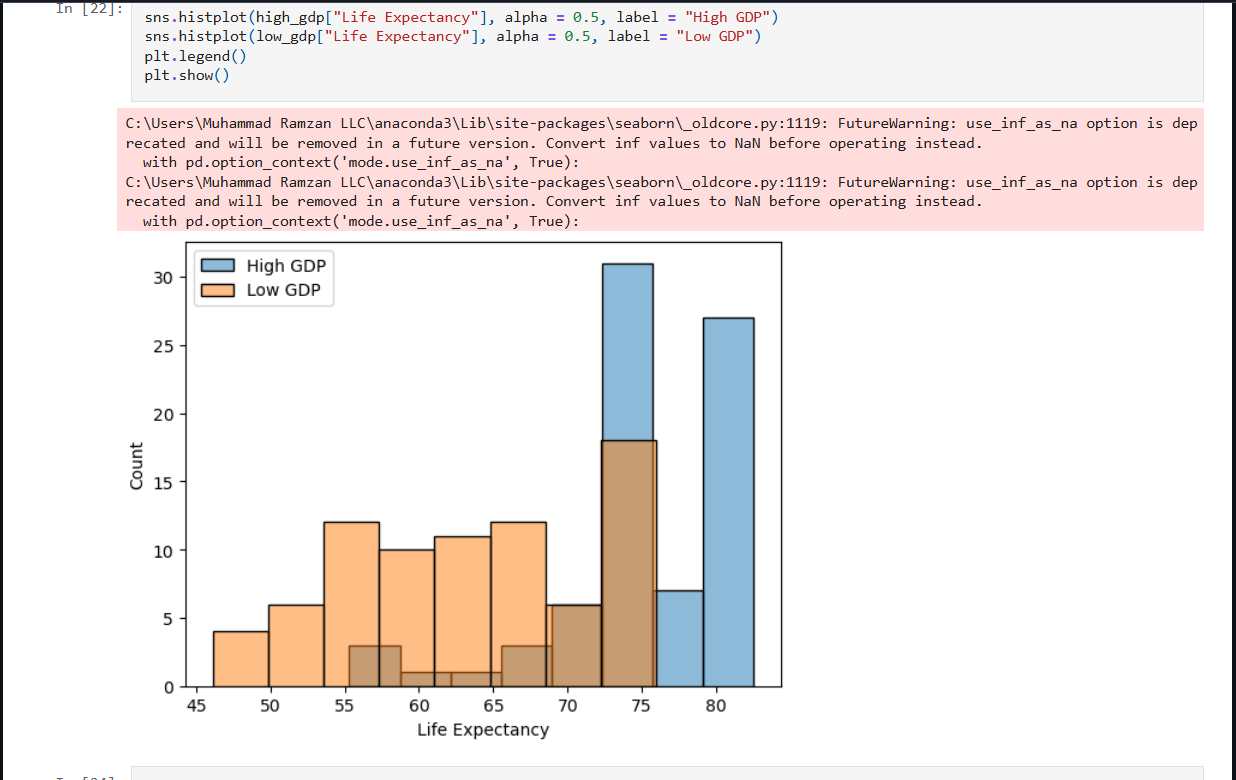 In [22]:
sns.histplot(high_gdp["Life Expectancy"], alpha = 0.5, label = "High GDP")
sns.histplot(low_gdp["Life Expectancy"], alpha = 0.5, label = "Low GDP")
plt.legend()
plt.show()
C:\Users\Muhammad Ramzan LLC\anaconda3\Lib\site-packages\seaborn\_oldcore.py:1119: FutureWarning: use_inf_as_na option is dep
recated and will be removed in a future version. Convert inf values to NaN before operating instead.
  with pd.option_context('mode.use_inf_as_na', True):
C:\Users\Muhammad Ramzan LLC\anaconda3\Lib\site-packages\seaborn\_oldcore.py:1119: FutureWarning: use_inf_as_na option is dep
recated and will be removed in a future version. Convert inf values to NaN before operating instead.
  with pd.option_context('mode.use_inf_as_na', True):
High GDP
Low GDP
30
25
20
15
10
5
0
Count
45 50 55 60 65 70 75 80
Life Expectancy